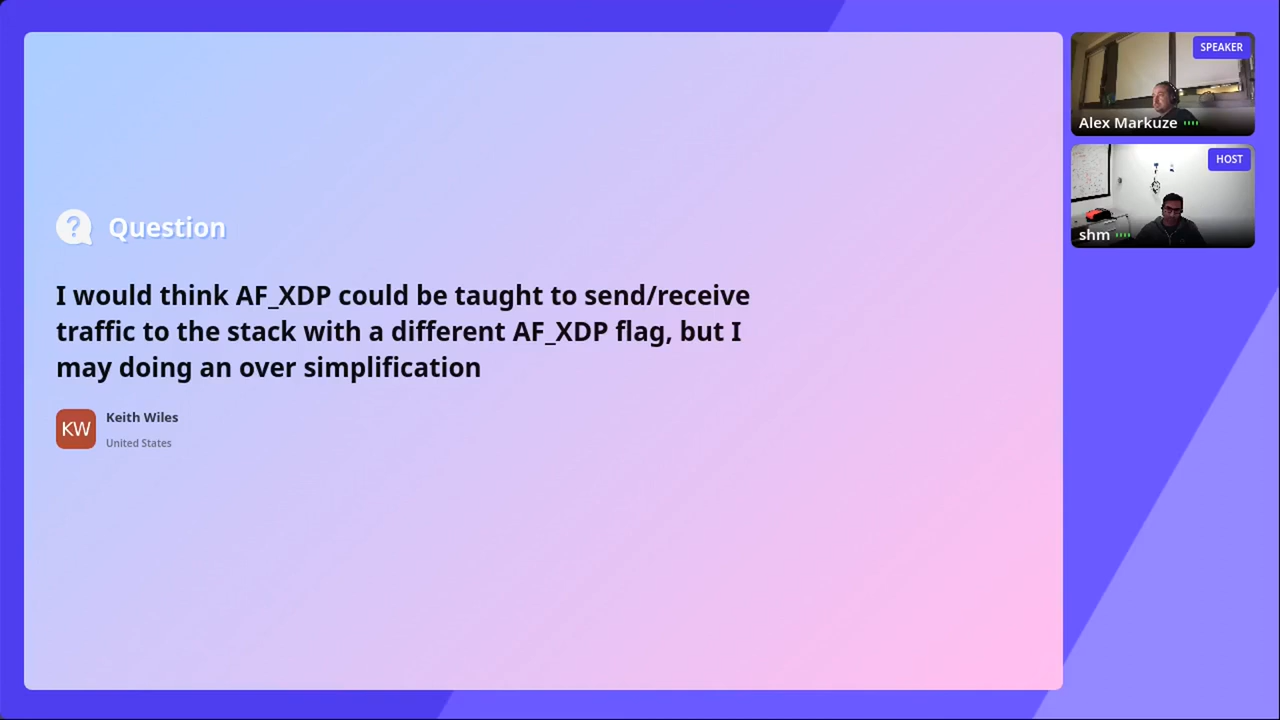 Question
I would think AF_XDP could be taught to send/receive
traffic to the stack with a different AF_XDP flag, but I
may doing an over simplification
KW
Keith Wiles
United States
SPEAKER
Alex Markuze
HOST
shm